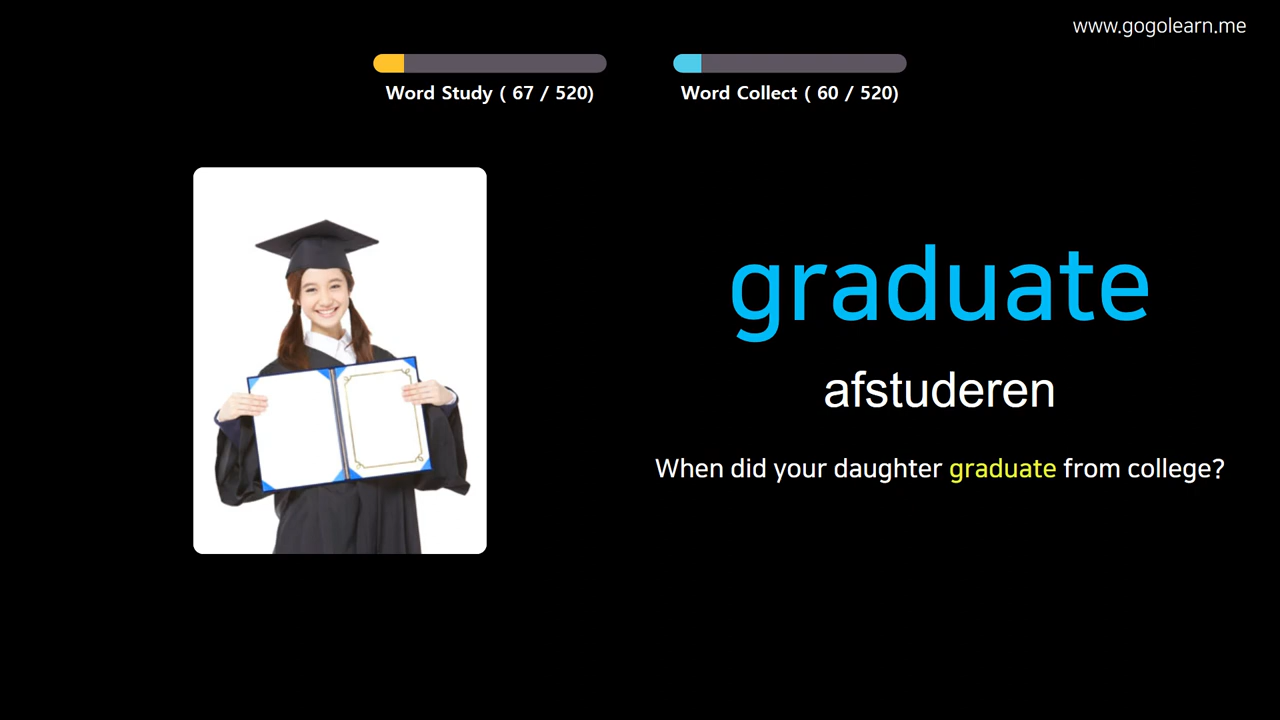 www.gogolearn.me
Word Study ( 67 / 520)
Word Collect ( 60 / 520)
graduate
afstuderen
When did your daughter graduate from college?